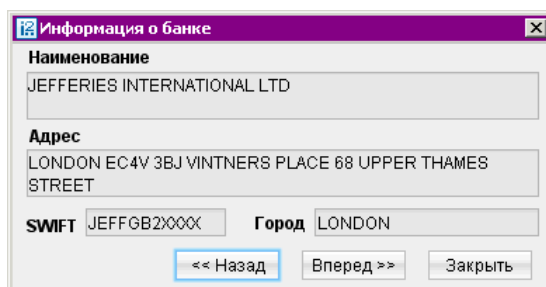 Информация о банке
Наименование
JEFFERIES INTERNATIONAL LTD
Адрес
LONDON EC4V 3BJ VINTNERS PLACE 68 UPPER THAMES
STREET
SWIFT JEFFGB2XXXX Город LONDON
<< Назад Вперед >> Закрыть